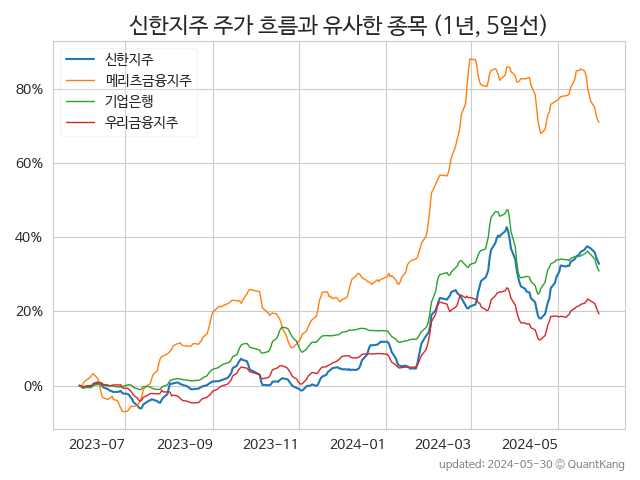 신한지주 주가 흐름과 유사한 종목 (1년, 5일선)
신한지주
메리츠금융지주
기업은행
우리금융지주
80%
60%
40%
20%
0%
2023-07 2023-09 2023-11 2024-01 2024-03 2024-05
updated: 2024-05-30 © QuantKang